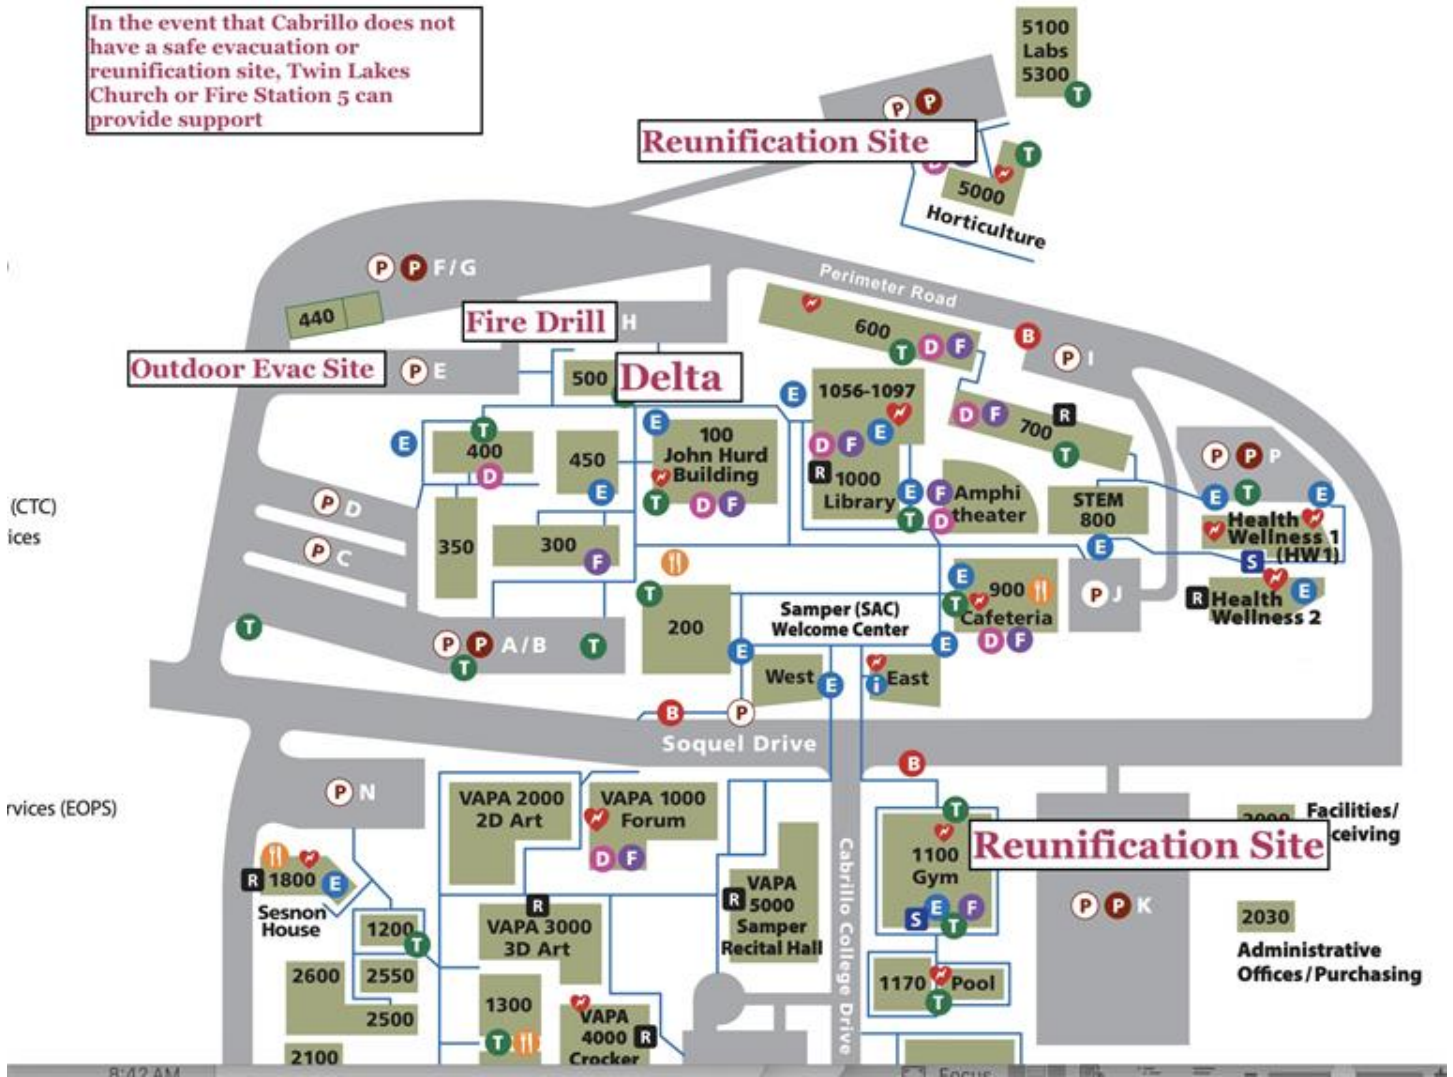 In the event that Cabrillo does not
have a safe evacuation or
reunification site, Twin Lakes
Church or Fire Station 5 can
provide support
5100
Labs
5300
T
P P
Reunification Site
T
5000
Horticulture
P P F/G
Perimeter Road
440
Fire Drill H
600
T D F
B
P I
Outdoor Evac Site
P E
500
Delta
E
1056-1097
D F R
700
T
E
T
400
D
450
E
E
100
John Hurd
Building
T D F
D F E
R 1000
Library
E F Amphi
T D theater
STEM
800
E
P P P
E T E
Health
Wellness 1
(HW1)
S
R Health E
Wellness 2
P D
P C
(CTC)
ices
350
300
F
T
200
Samper (SAC)
Welcome Center
E
T 900
Cafeteria
D F
P J
T
P P A/B T
T
E
E
West E
i East
B P
Soquel Drive
B
P N
rvices (EOPS)
VAPA 2000
2D Art
VAPA 1000
Forum
D F
Cabrillo College Drive
T
1100
Gym
Reunification Site
Facilities/
ceiving
S E F
T
P P K
R 1800 E
Sesnon
House
1200
T
R
VAPA 3000
3D Art
VAPA
R 5000
Samper
Recital Hall
2030
Administrative
Offices/Purchasing
2600
2550
2500
2100
1300
T
VAPA
4000 R
Crocker
1170 Pool
T
8:42 AM
Focus